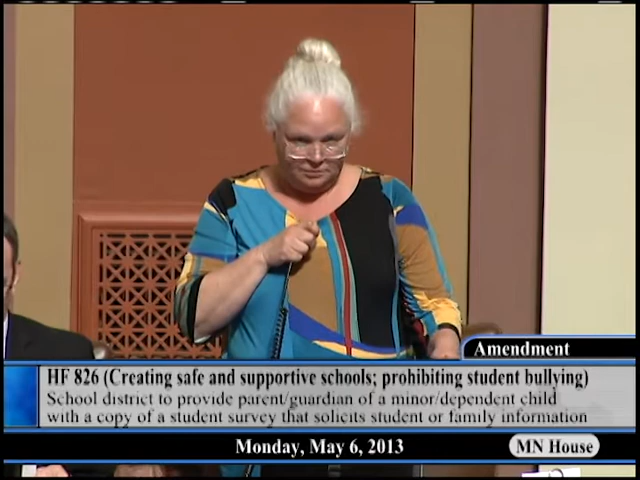 Amendment
HF 826 (Creating safe and supportive schools; prohibiting student bullying)
School district to provide parent/guardian of a minor/dependent child
with a copy of a student survey that solicits student or family information
Monday, May 6, 2013
MN House